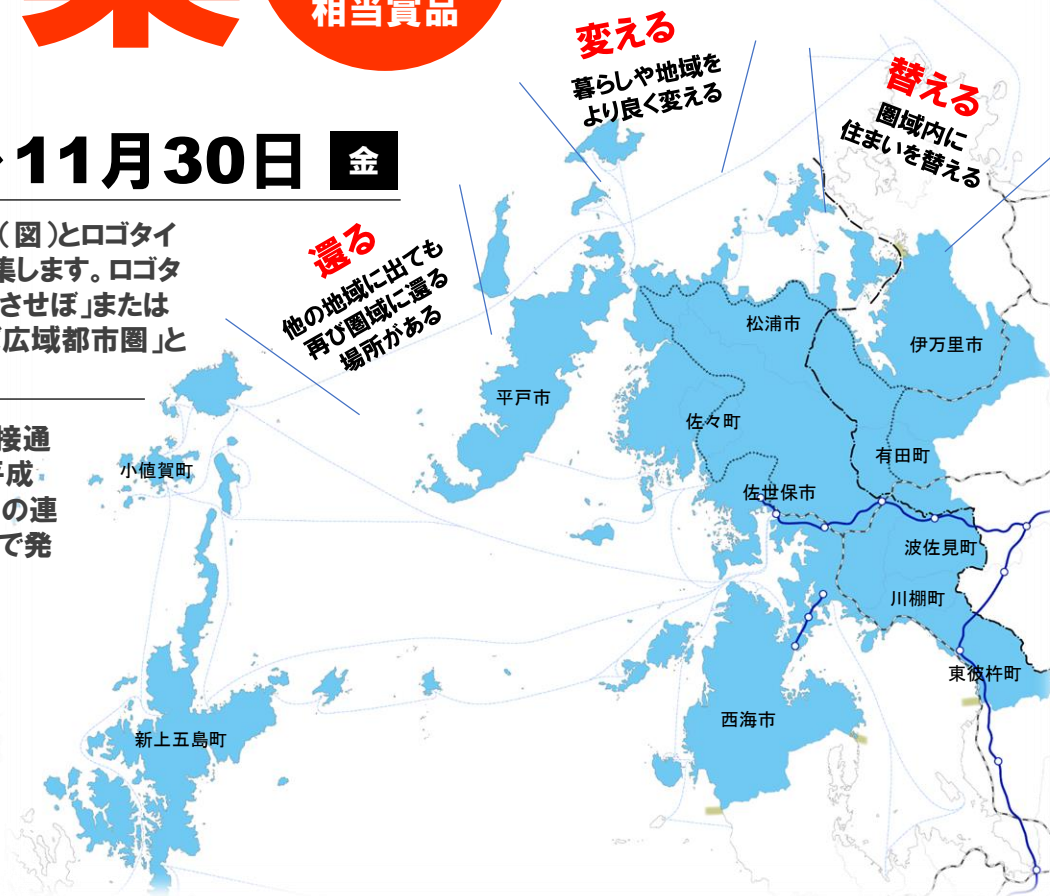 集
相当賞品
11月30日 金
(図)とロゴタイ
集します。ロゴタ
させぼ」または
広域都市圏」と
接通
成
の連
で発
変える
暮らしや地域を
より良く変える
替える
圏域内に
住まいを替える
還る
他の地域に出ても
再び圏域に還る
場所がある
松浦市
伊万里市
平戸市
佐々町
有田町
小値賀町
佐世保市
波佐見町
川棚町
東彼杵町
西海市
新上五島町